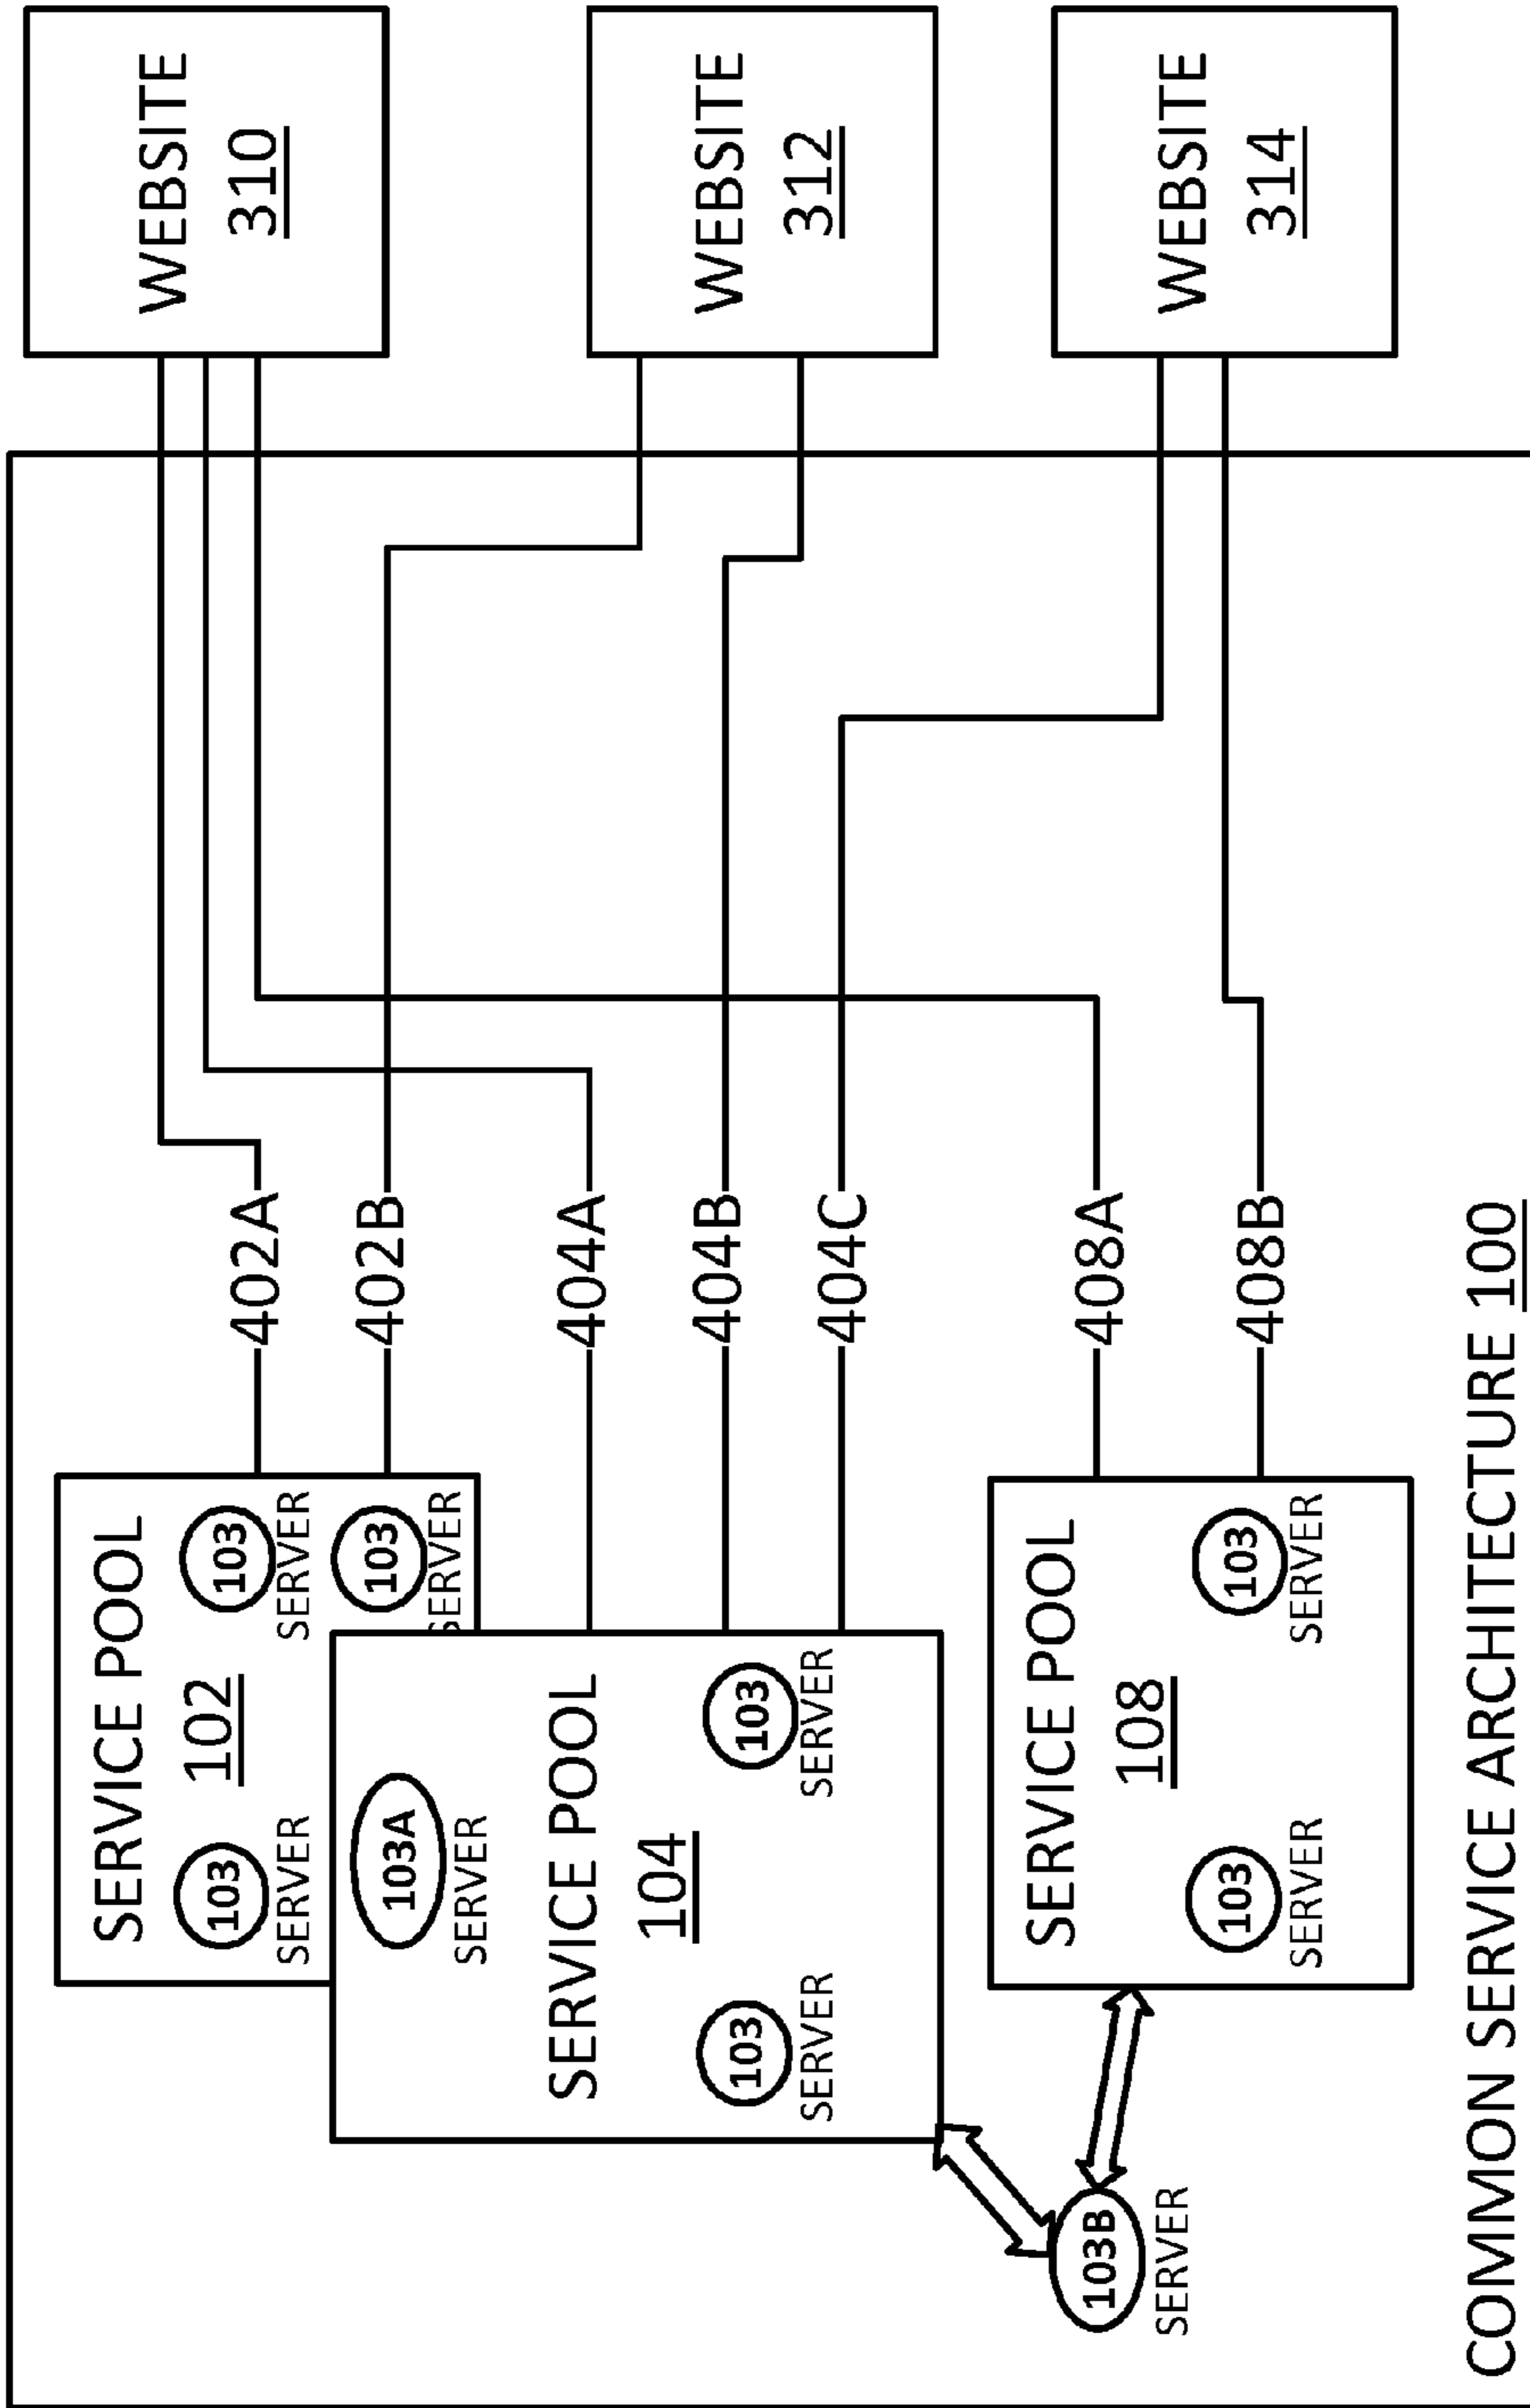 SERVICE POOL
102
103
SERVER
103
SERVER
103
SERVER
103A
SERVER
SERVICE POOL
104
103
SERVER
103
SERVER
103B
SERVER
SERVICE POOL
108
103
SERVER
103
SERVER
402A
402B
404A
404B
404C
408A
408B
WEBSITE
310
WEBSITE
312
WEBSITE
314
COMMON SERVICE ARCHITECTURE 100